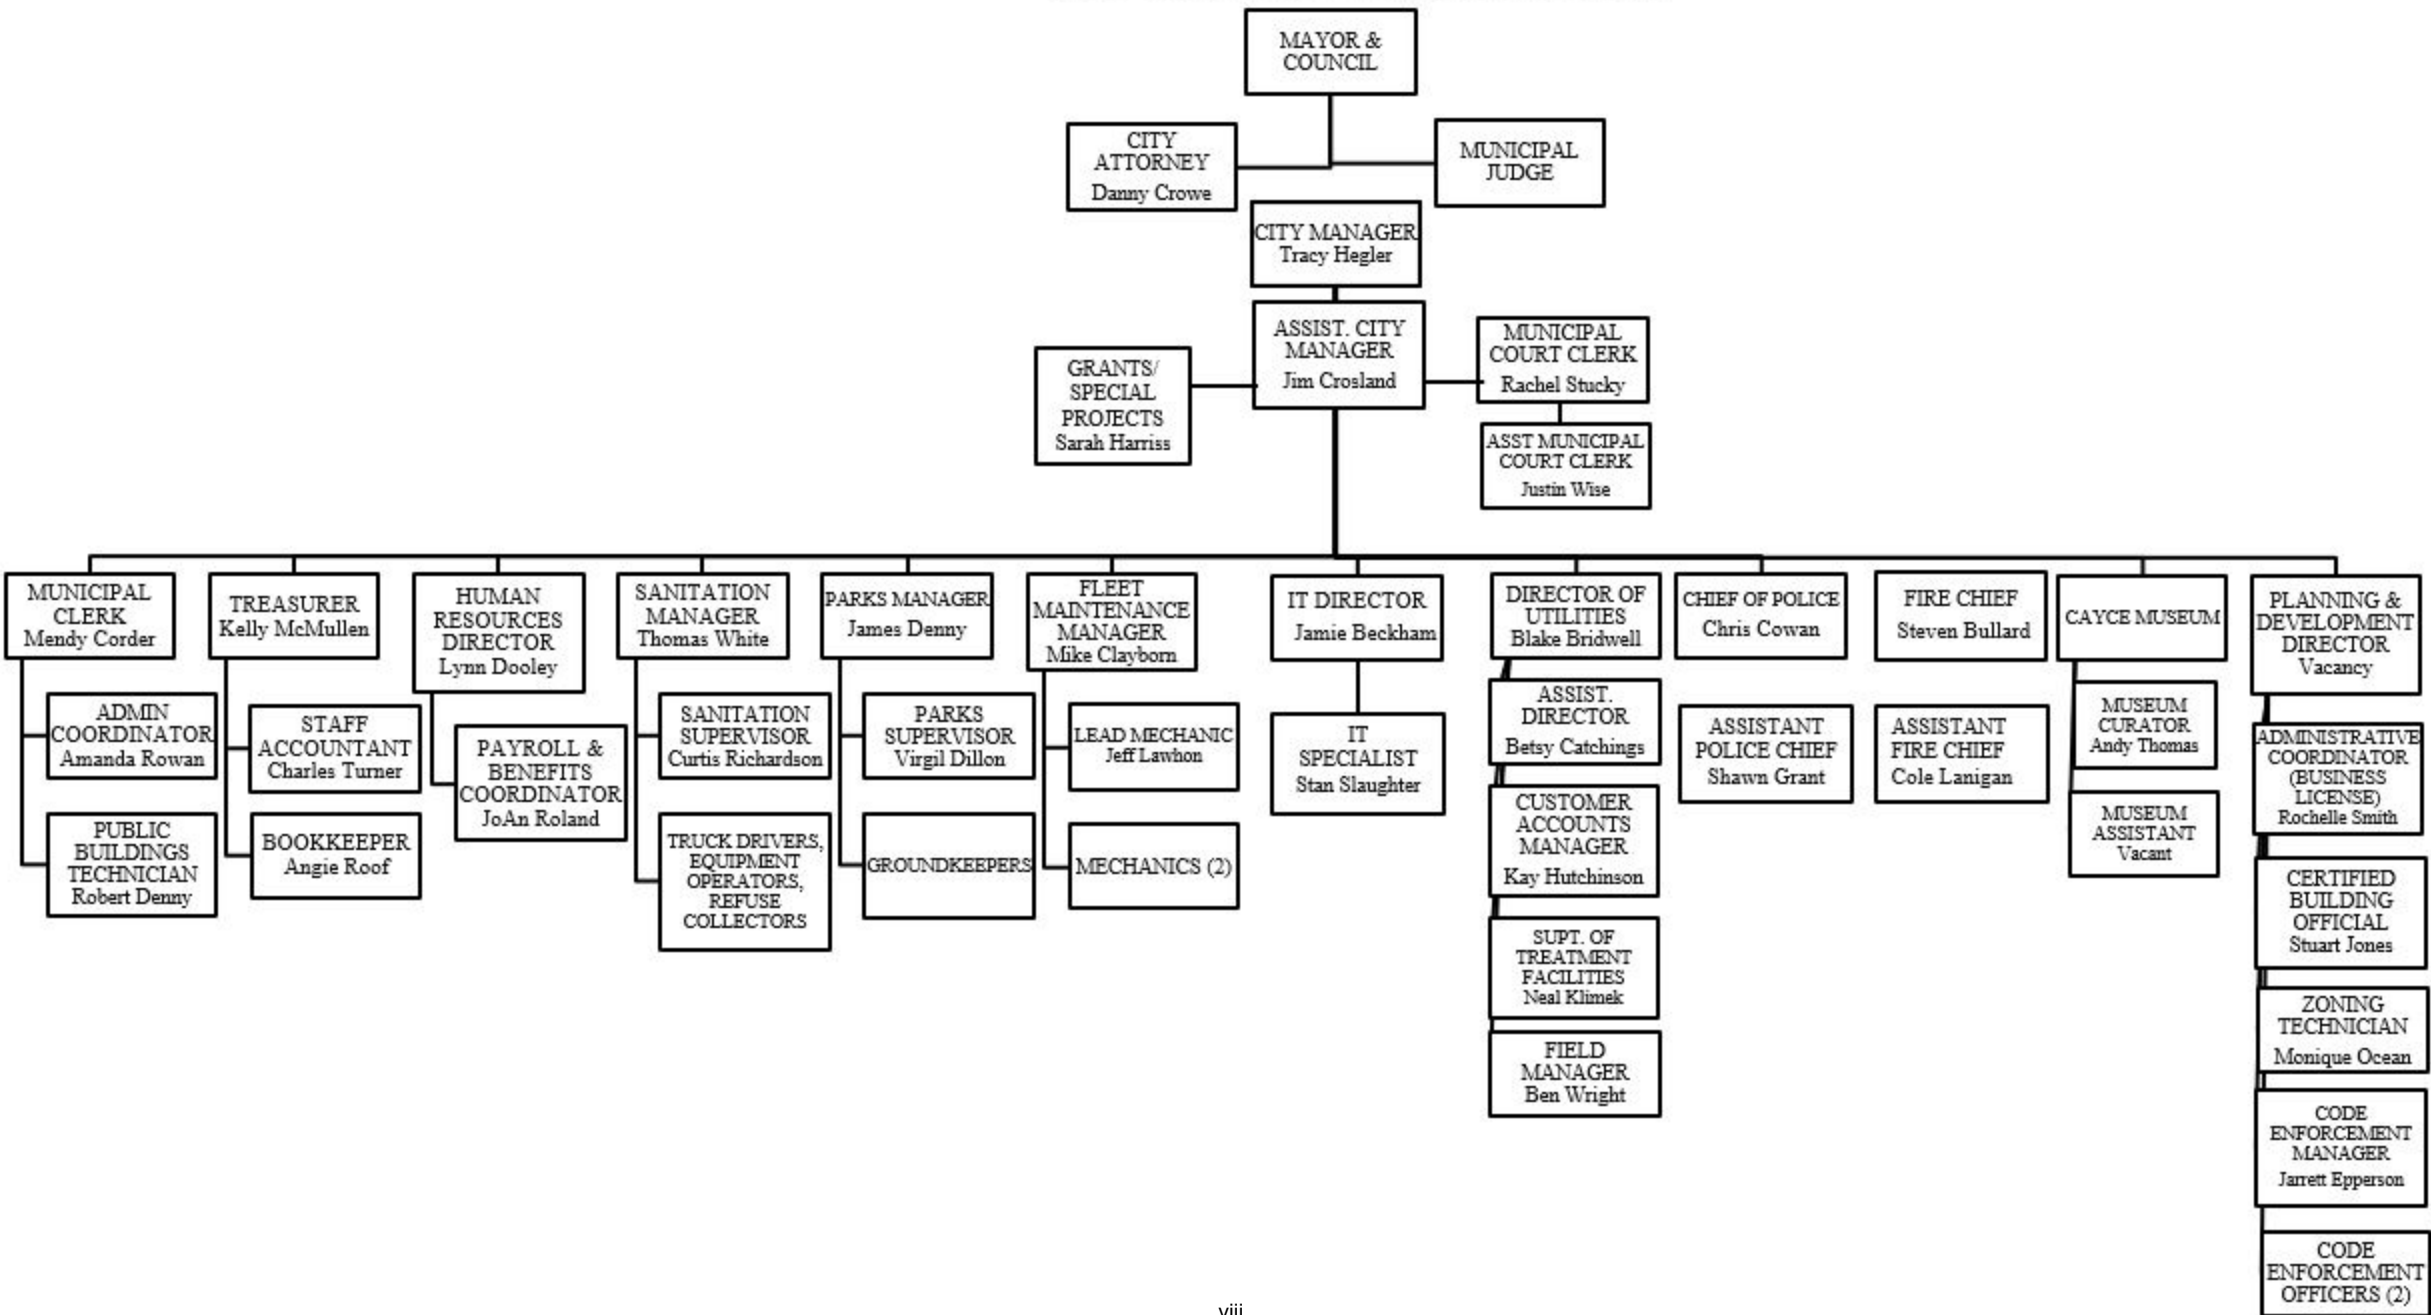 MAYOR &
COUNCIL
CITY
ATTORNEY
Danny Crowe
MUNICIPAL
JUDGE
CITY MANAGER
Tracy Hegler
ASSIST. CITY
MANAGER
Jim Crosland
GRANTS/
SPECIAL
PROJECTS
Sarah Harriss
MUNICIPAL
COURT CLERK
Rachel Stucky
ASST MUNICIPAL
COURT CLERK
Justin Wise
MUNICIPAL
CLERK
Mendy Corder
ADMIN
COORDINATOR
Amanda Rowan
PUBLIC
BUILDINGS
TECHNICIAN
Robert Denny
TREASURER
Kelly McMullen
STAFF
ACCOUNTANT
Charles Turner
BOOKKEEPER
Angie Roof
HUMAN
RESOURCES
DIRECTOR
Lynn Dooley
PAYROLL &
BENEFITS
COORDINATOR
JoAn Roland
SANITATION
MANAGER
Thomas White
SANITATION
SUPERVISOR
Curtis Richardson
TRUCK DRIVERS,
EQUIPMENT
OPERATORS,
REFUSE
COLLECTORS
PARKS MANAGER
James Denny
PARKS
SUPERVISOR
Virgil Dillon
GROUNDKEEPERS
FLEET
MAINTENANCE
MANAGER
Mike Clayborn
LEAD MECHANIC
Jeff Lawhon
MECHANICS (2)
IT DIRECTOR
Jamie Beckham
IT
SPECIALIST
Stan Slaughter
DIRECTOR OF
UTILITIES
Blake Bridwell
ASSIST.
DIRECTOR
Betsy Catchings
CUSTOMER
ACCOUNTS
MANAGER
Kay Hutchinson
SUPT. OF
TREATMENT
FACILITIES
Neal Klimek
FIELD
MANAGER
Ben Wright
CHIEF OF POLICE
Chris Cowan
ASSISTANT
POLICE CHIEF
Shawn Grant
FIRE CHIEF
Steven Bullard
ASSISTANT
FIRE CHIEF
Cole Lanigan
CAYCE MUSEUM
MUSEUM
CURATOR
Andy Thomas
MUSEUM
ASSISTANT
Vacant
PLANNING &
DEVELOPMENT
DIRECTOR
Vacancy
ADMINISTRATIVE
COORDINATOR
(BUSINESS
LICENSE)
Rochelle Smith
CERTIFIED
BUILDING
OFFICIAL
Stuart Jones
ZONING
TECHNICIAN
Monique Ocean
CODE
ENFORCEMENT
MANAGER
Jarrett Epperson
CODE
ENFORCEMENT
OFFICERS (2)
viii